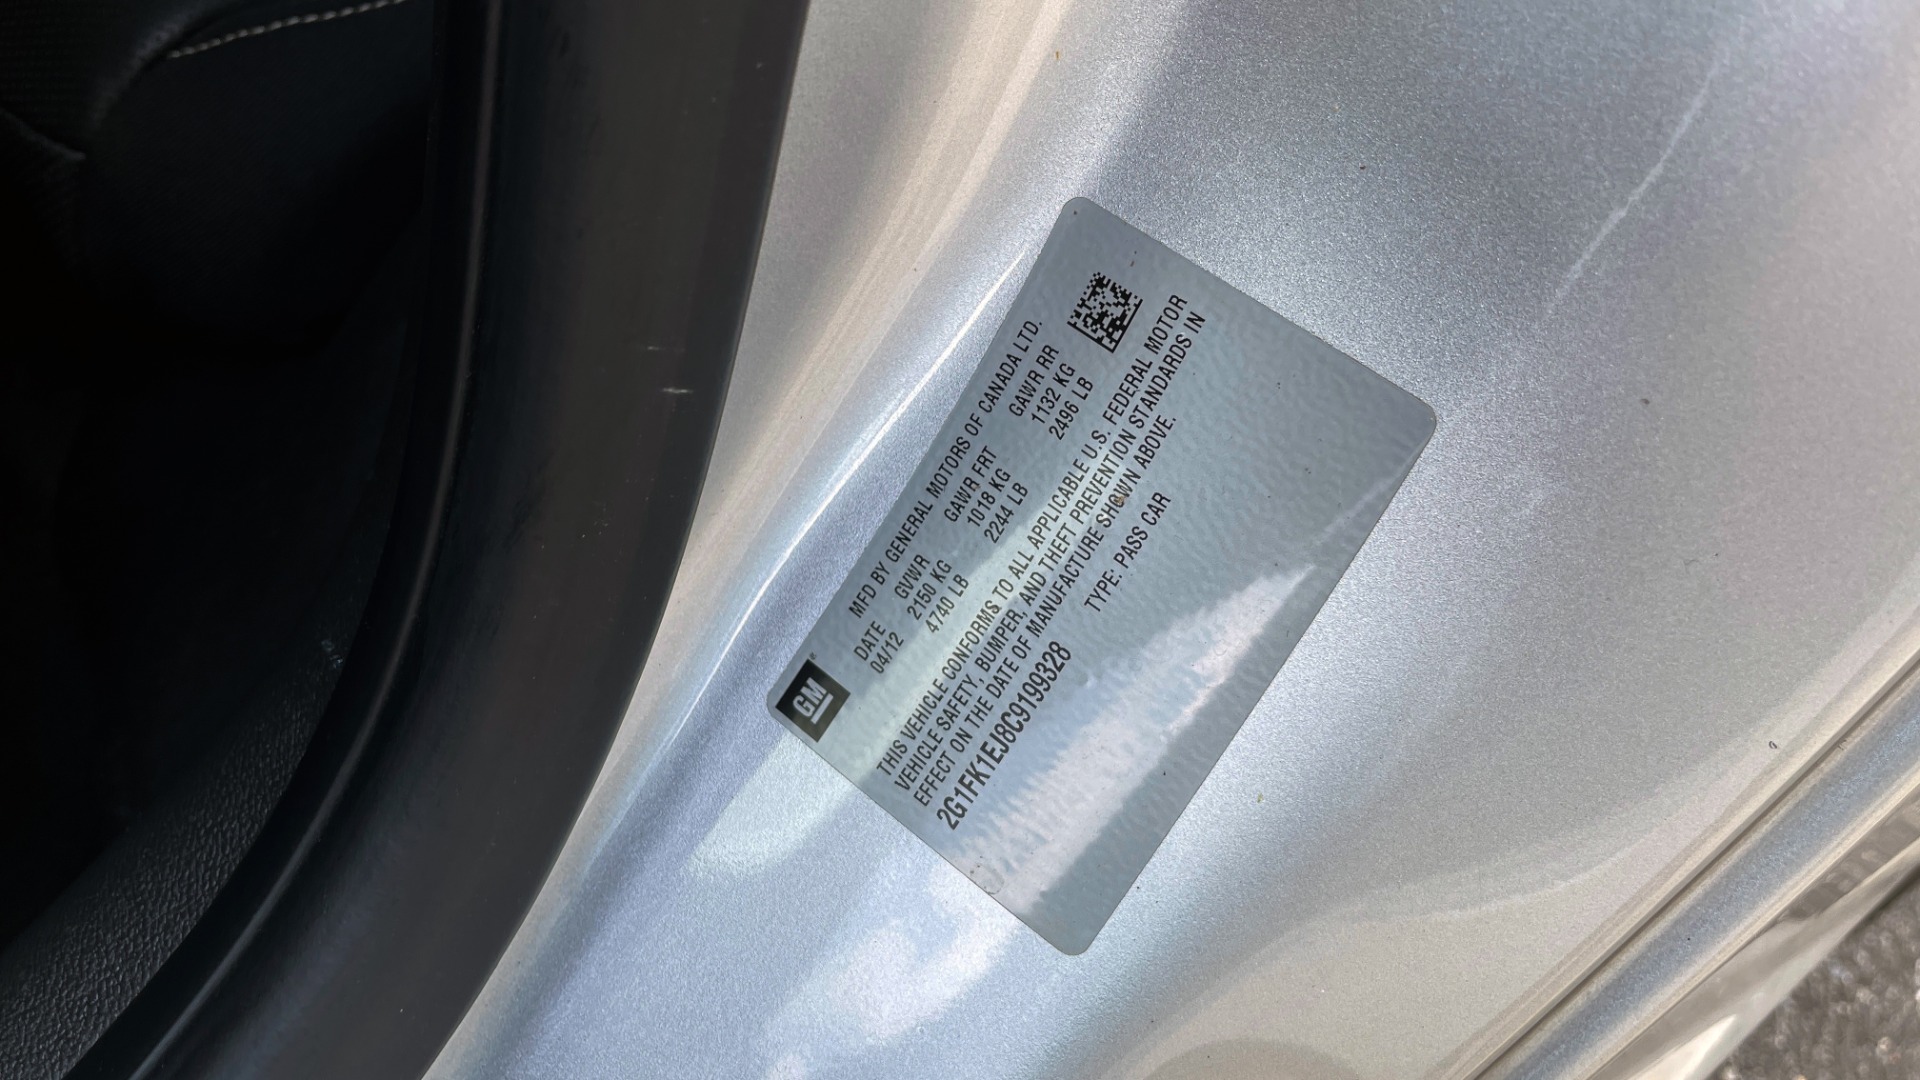 GM
MFD BY GENERAL MOTORS OF CANADA LTD.
DATE GVWR GAWR FRT GAWR RR
04/12 2150 KG 1018 KG 1132 KG
4740 LB 2244 LB 2496 LB
THIS VEHICLE CONFORMS TO ALL APPLICABLE U.S. FEDERAL MOTOR
VEHICLE SAFETY, BUMPER, AND THEFT PREVENTION STANDARDS IN
EFFECT ON THE DATE OF MANUFACTURE SHOWN ABOVE.
2G1FK1EJ8C9199328 TYPE: PASS CAR